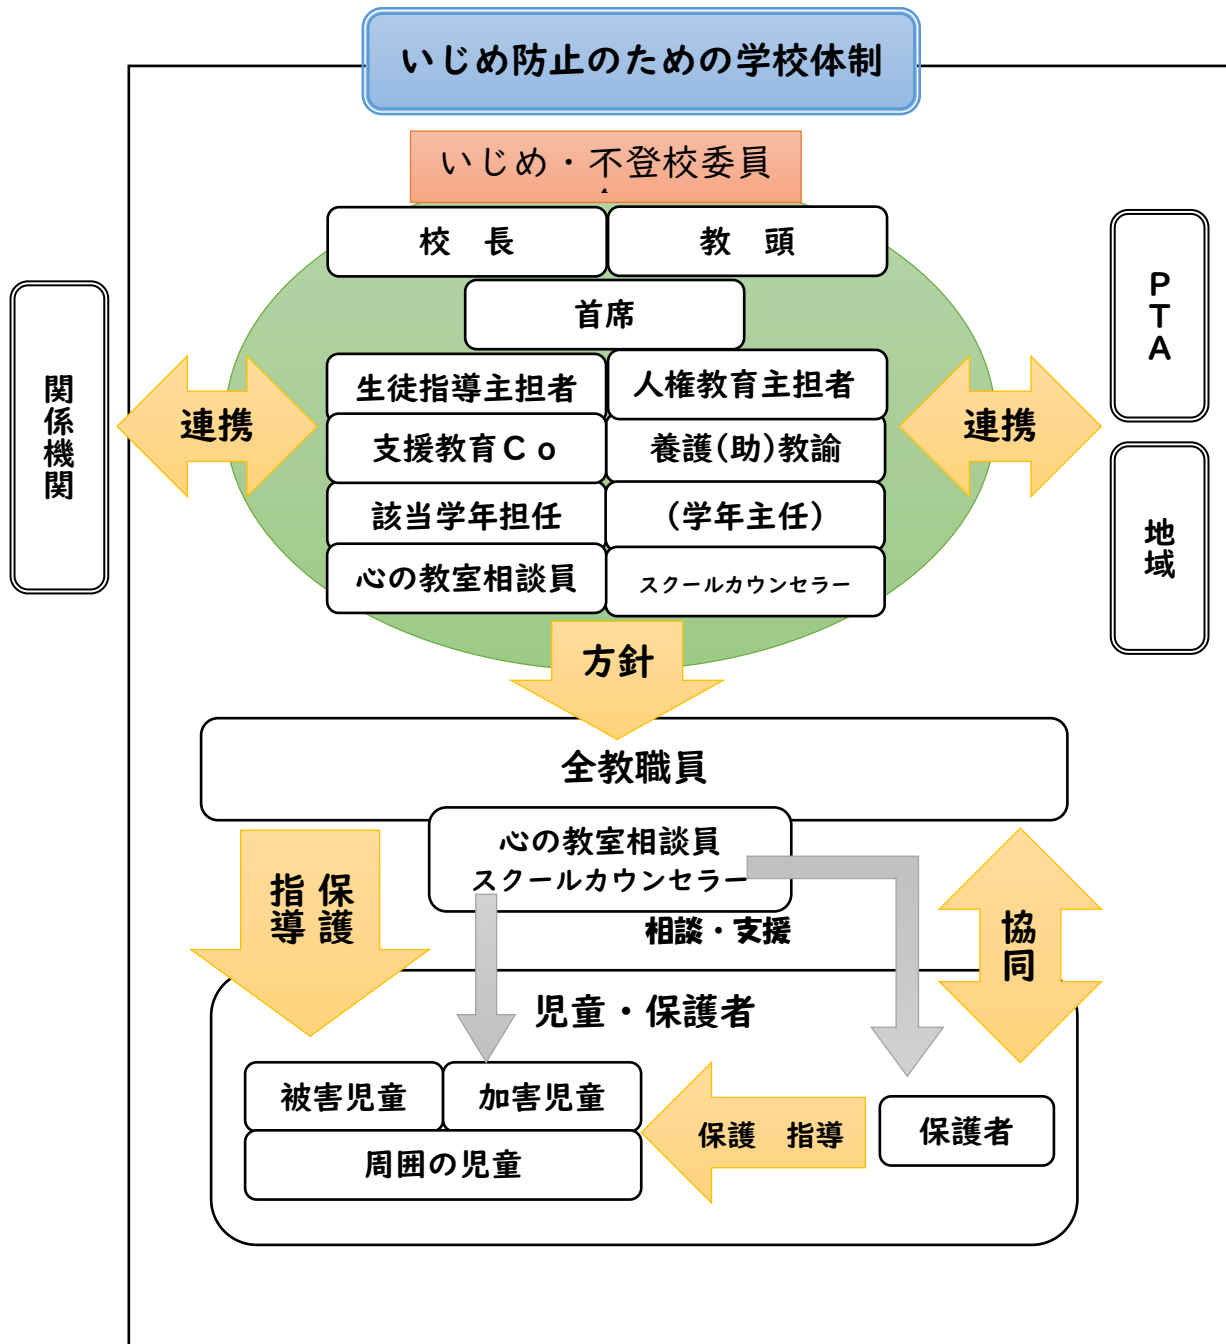 いじめ防止のための学校体制
いじめ・不登校委員
校　長
教　頭
首席
生徒指導主担者
人権教育主担者
支援教育Ｃｏ
養護(助)教諭
該当学年担任
(学年主任)
心の教室相談員
スクールカウンセラー
関係機関
連携
連携
PTA
地域
方針
全教職員
心の教室相談員
スクールカウンセラー
相談・支援
保護
指導
協同
児童・保護者
被害児童
加害児童
周囲の児童
保護　指導
保護者